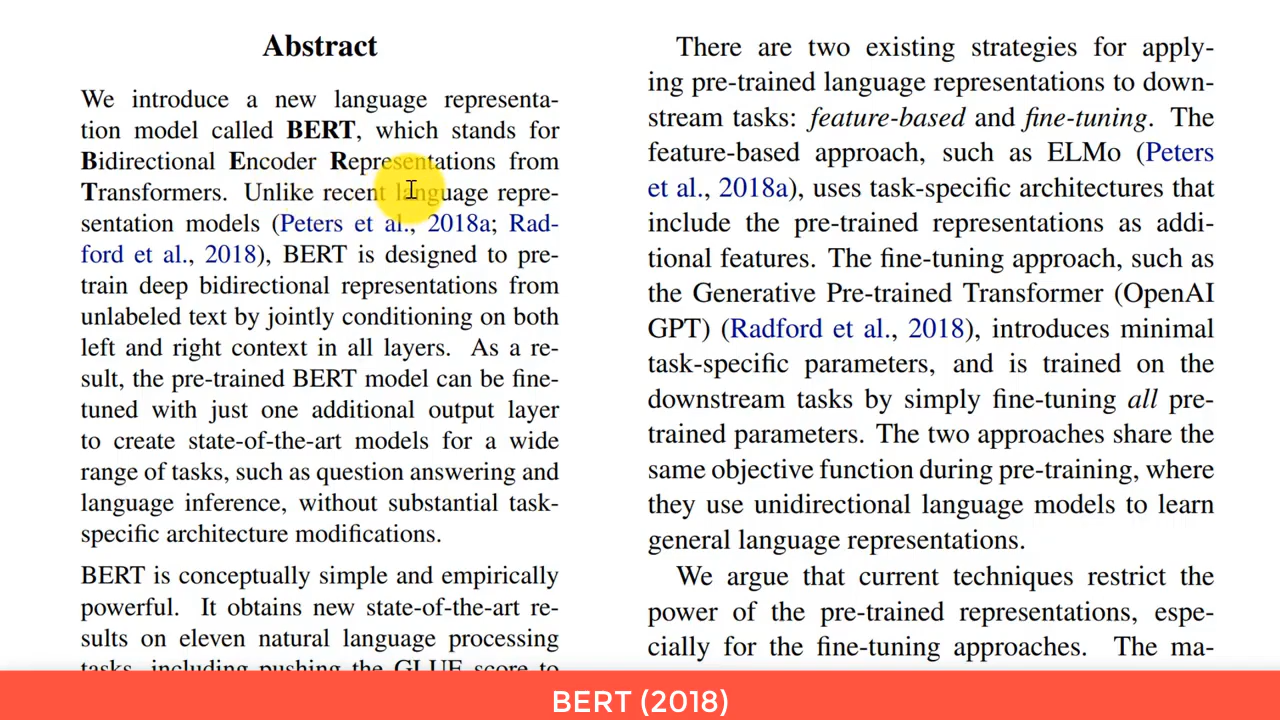 Abstract
We introduce a new language representa-
tion model called BERT, which stands for
Bidirectional Encoder Representations from
Transformers. Unlike recent language repre-
sentation models (Peters et al., 2018a; Rad-
ford et al., 2018), BERT is designed to pre-
train deep bidirectional representations from
unlabeled text by jointly conditioning on both
left and right context in all layers. As a re-
sult, the pre-trained BERT model can be fine-
tuned with just one additional output layer
to create state-of-the-art models for a wide
range of tasks, such as question answering and
language inference, without substantial task-
specific architecture modifications.
BERT is conceptually simple and empirically
powerful. It obtains new state-of-the-art re-
sults on eleven natural language processing
tasks, including pushing the GLUE score to
There are two existing strategies for apply-
ing pre-trained language representations to down-
stream tasks: feature-based and fine-tuning. The
feature-based approach, such as ELMo (Peters
et al., 2018a), uses task-specific architectures that
include the pre-trained representations as addi-
tional features. The fine-tuning approach, such as
the Generative Pre-trained Transformer (OpenAI
GPT) (Radford et al., 2018), introduces minimal
task-specific parameters, and is trained on the
downstream tasks by simply fine-tuning all pre-
trained parameters. The two approaches share the
same objective function during pre-training, where
they use unidirectional language models to learn
general language representations.
We argue that current techniques restrict the
power of the pre-trained representations, espe-
cially for the fine-tuning approaches. The ma-
BERT (2018)